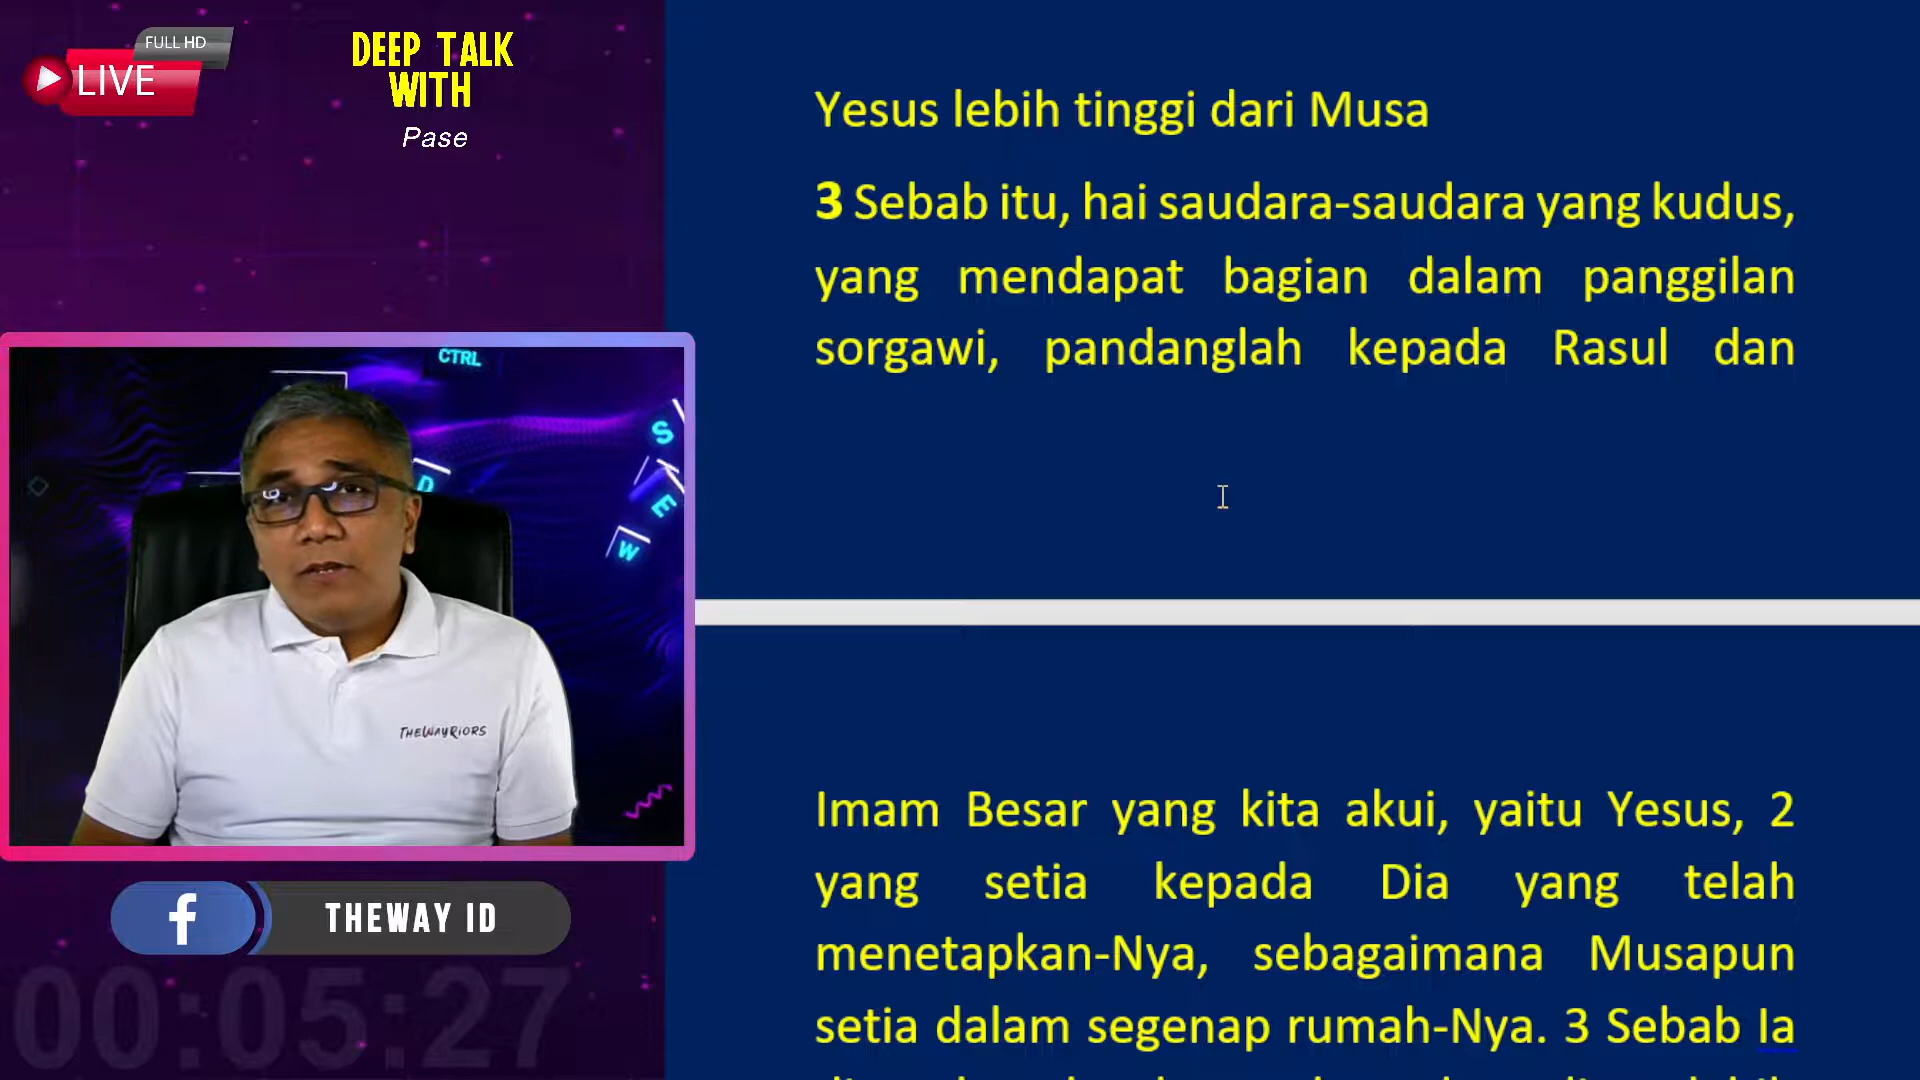 FULL HD
LIVE
DEEP TALK
WITH
Pase
Yesus lebih tinggi dari Musa
3 Sebab itu, hai saudara-saudara yang kudus,
yang mendapat bagian dalam panggilan
sorgawi, pandanglah kepada Rasul dan
CTRL
S
D
E
W
THEWAYRIORS
Imam Besar yang kita akui, yaitu Yesus, 2
yang setia kepada Dia yang telah
menetapkan-Nya, sebagaimana Musapun
setia dalam segenap rumah-Nya. 3 Sebab Ia
f THEWAY ID
00:05:27